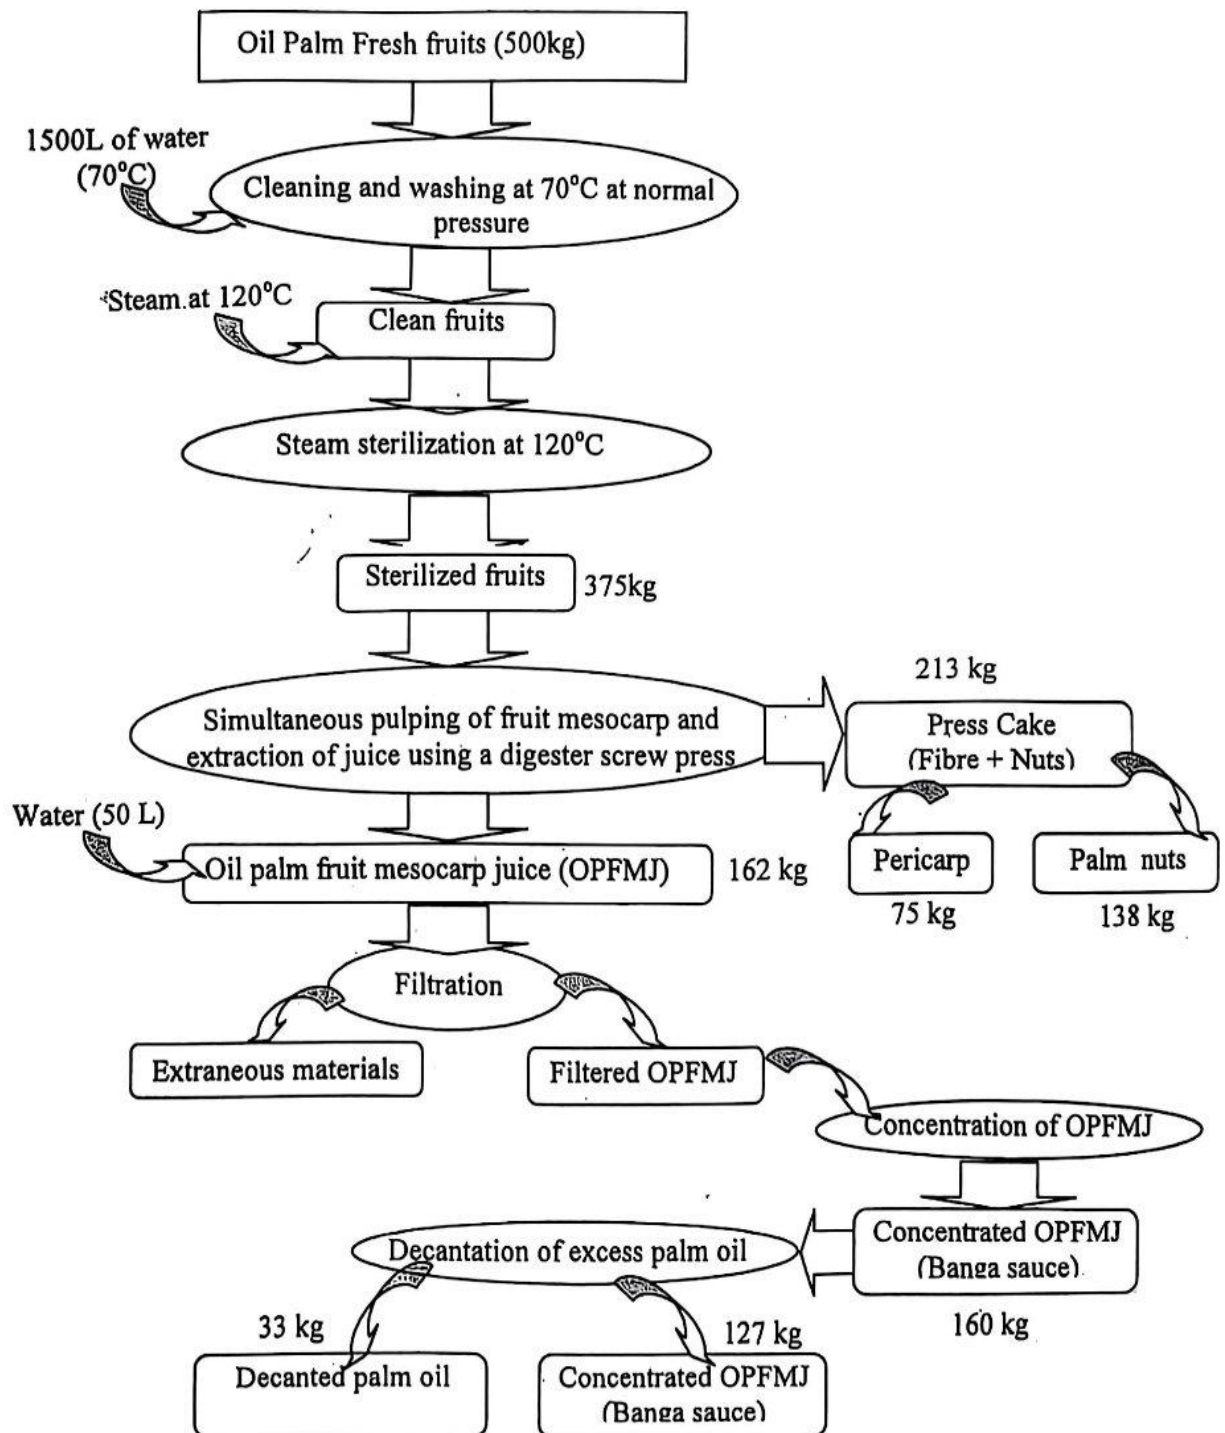 Oil Palm Fresh fruits (500kg)
1500L of water
(70°C)
Cleaning and washing at 70°C at normal
pressure
Steam at 120°C
Clean fruits
Steam sterilization at 120°C
Sterilized fruits
375kg
213 kg
Simultaneous pulping of fruit mesocarp and
extraction of juice using a digester screw press
Press Cake
(Fibre + Nuts)
Water (50 L)
Oil palm fruit mesocarp juice (OPFMJ)
162 kg
Pericarp
Palm nuts
75 kg
138 kg
Filtration
Extraneous materials
Filtered OPFMJ
Concentration of OPFMJ
Concentrated OPFMJ
(Banga sauce)
160 kg
Decantation of excess palm oil
33 kg
127 kg
Decanted palm oil
Concentrated OPFMJ
(Banga sauce)